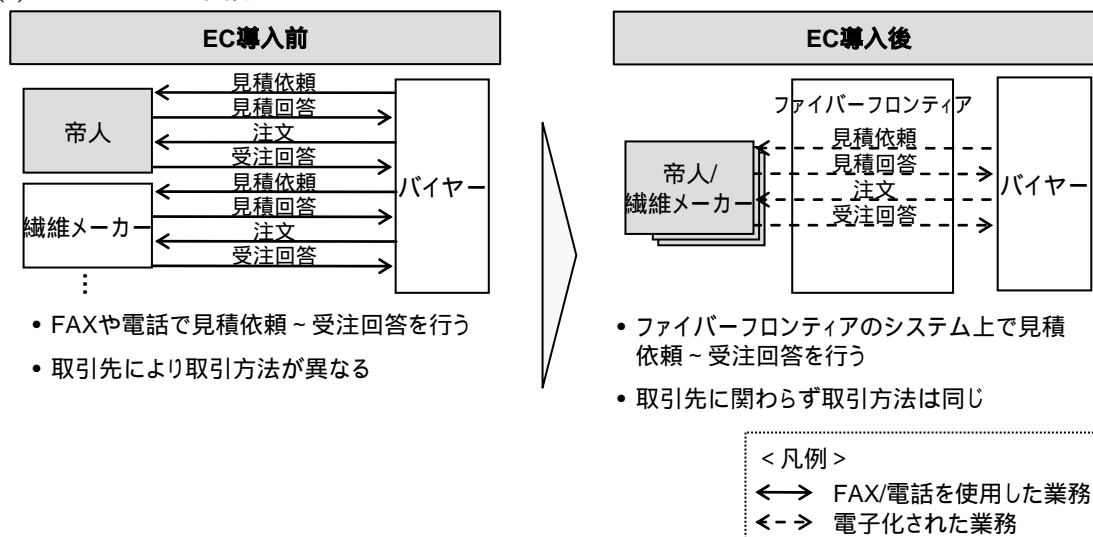 EC導入前
見積依頼
見積回答
注文
受注回答
見積依頼
見積回答
注文
受注回答
帝人
繊維メーカー
…
バイヤー
• FAXや電話で見積依頼~受注回答を行う
• 取引先により取引方法が異なる
EC導入後
ファイバーフロンティア
見積依頼
見積回答
注文
受注回答
帝人/
繊維メーカー
バイヤー
• ファイバーフロンティアのシステム上で見積
依頼~受注回答を行う
• 取引先に関わらず取引方法は同じ
<凡例>
FAX/電話を使用した業務
電子化された業務